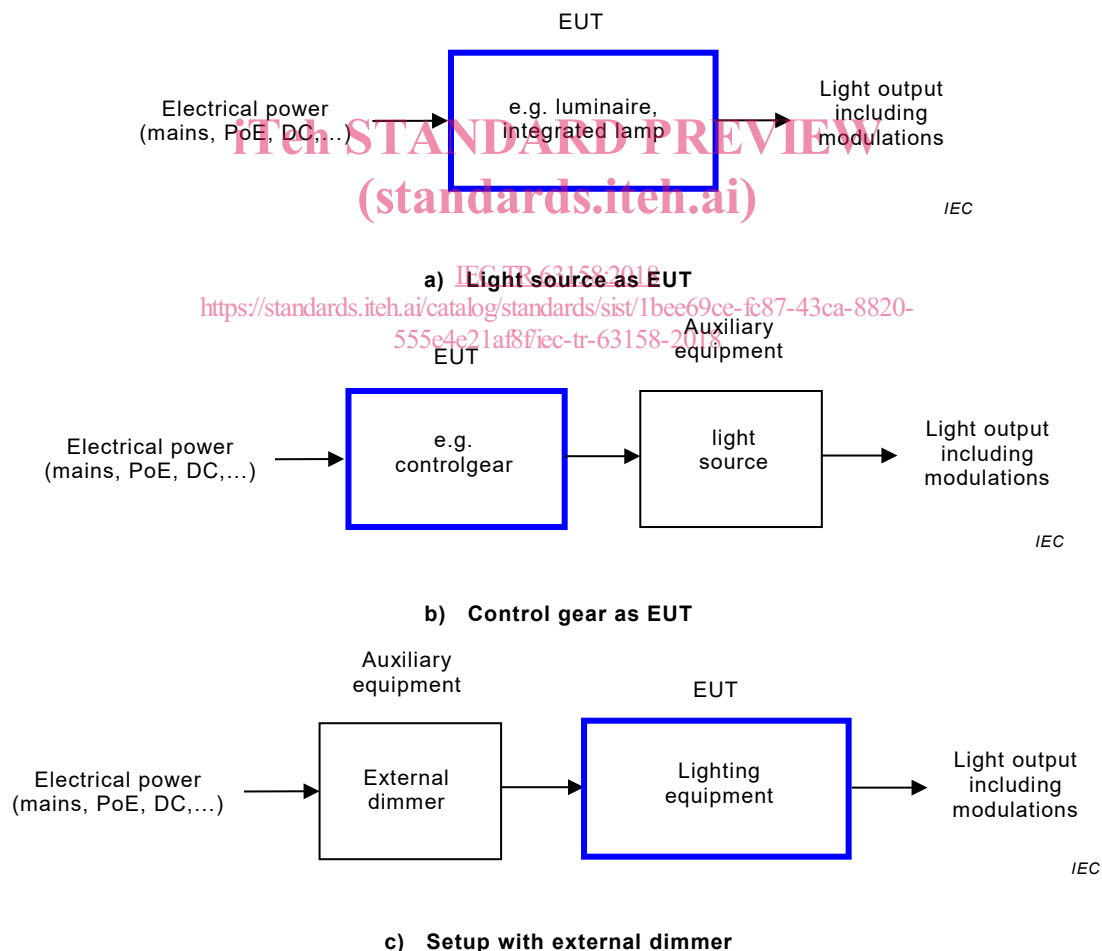 EUT
Electrical power
(mains, PoE, DC,...)
e.g. luminaire,
integrated lamp
Light output
including
modulations
iTeh STANDARD PREVIEW
(standards.iteh.ai)
IEC
a) Light source as EUT
IEC TR 63158:2018
https://standards.iteh.ai/catalog/standards/sist/1bee69ce-fc87-43ca-8820-
555e4e21af8f/iec-tr-63158-2018
EUT
Auxiliary
equipment
Electrical power
(mains, PoE, DC,...)
e.g.
controlgear
light
source
Light output
including
modulations
IEC
b) Control gear as EUT
Auxiliary
equipment
EUT
Electrical power
(mains, PoE, DC,...)
External
dimmer
Lighting
equipment
Light output
including
modulations
IEC
c) Setup with external dimmer